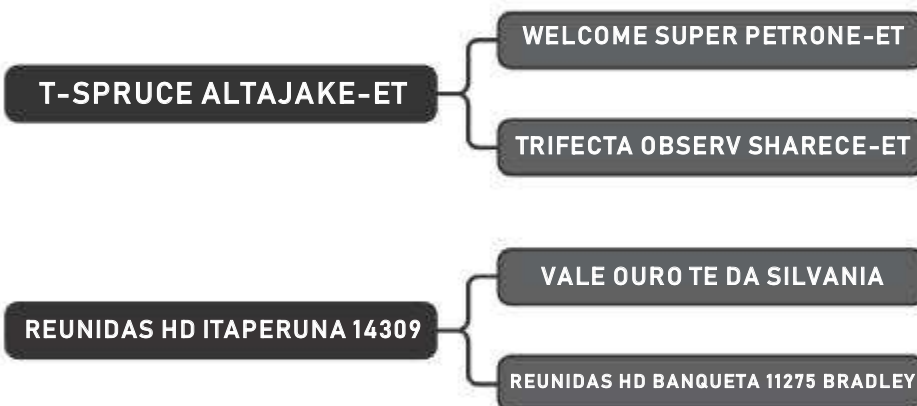 WELCOME SUPER PETRONE-ET
T-SPRUCE ALTAJAKE-ET
TRIFECTA OBSERV SHARECE-ET
VALE OURO TE DA SILVANIA
REUNIDAS HD ITAPERUNA 14309
REUNIDAS HD BANQUETA 11275 BRADLEY